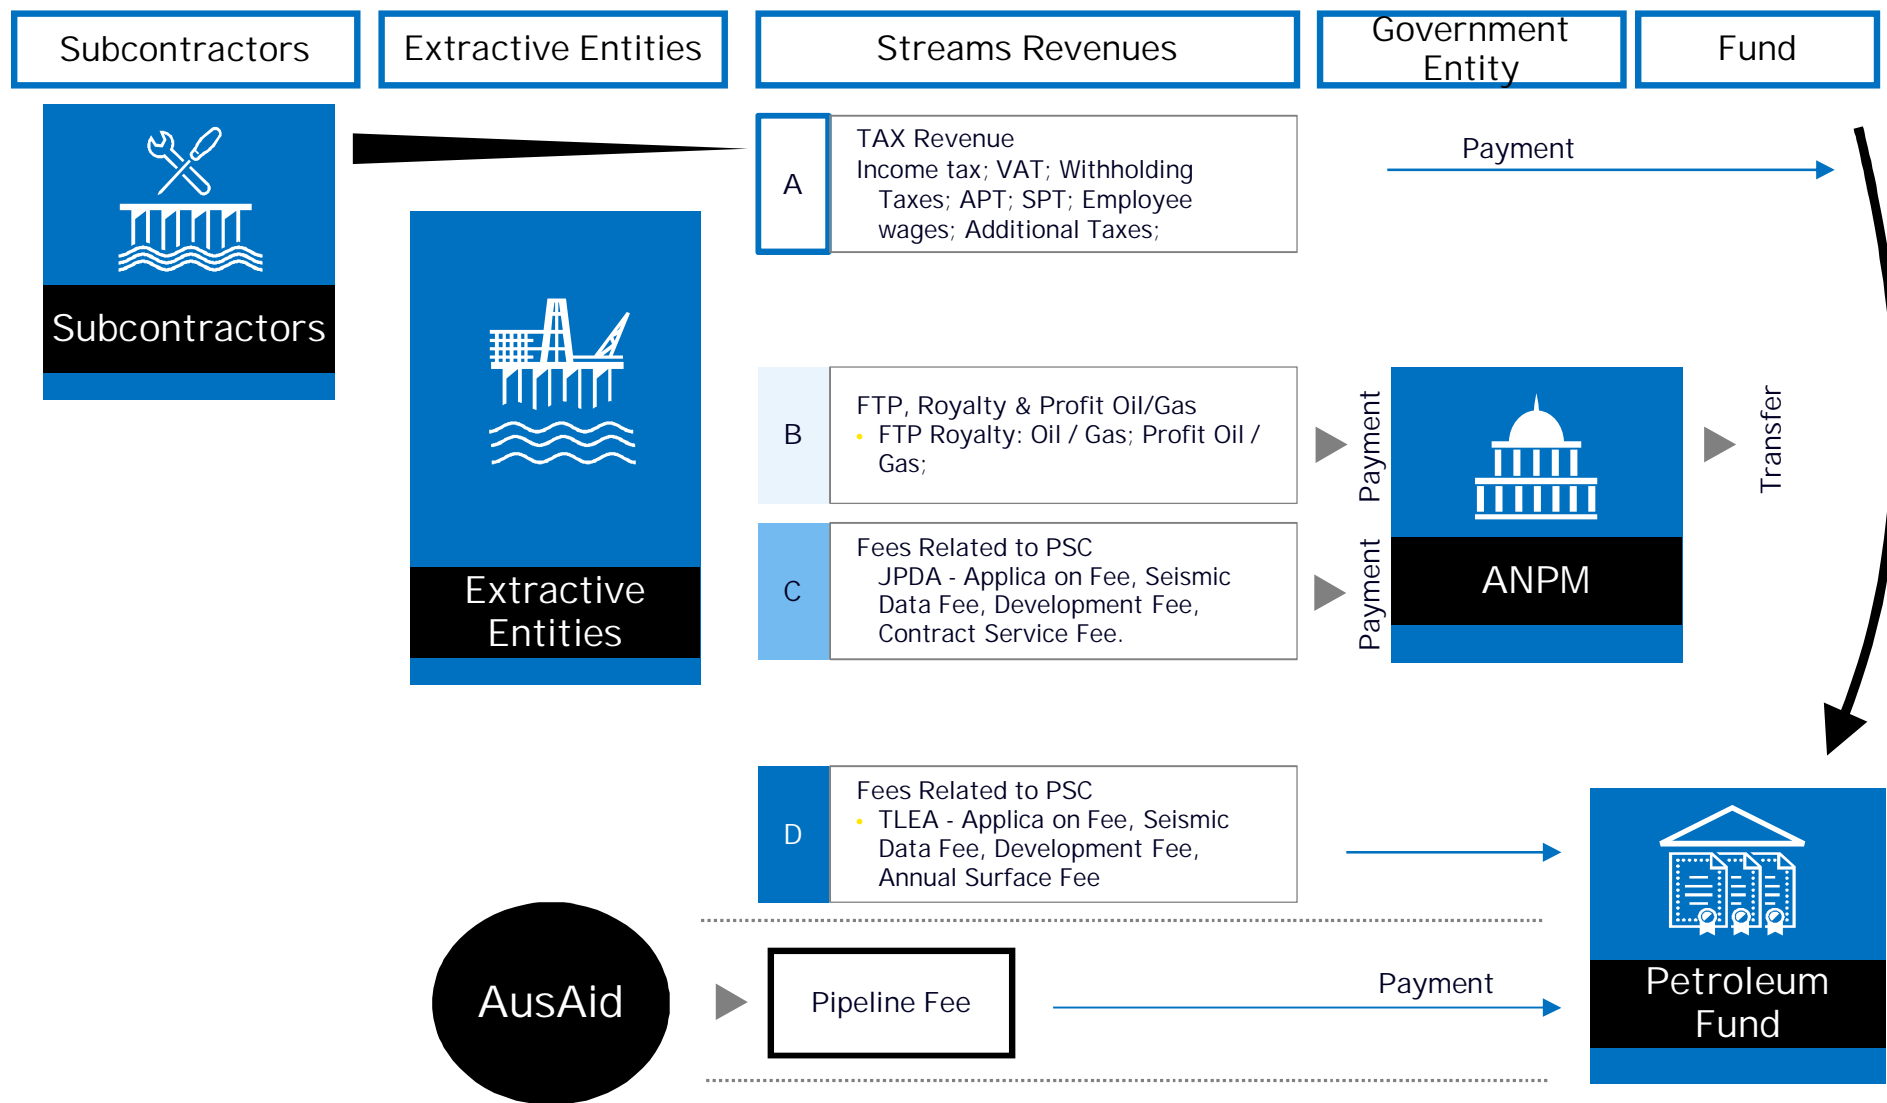 Subcontractors
Extractive Entities
Streams Revenues
Government
Entity
Fund
Subcontractors
Extractive
Entities
A
TAX Revenue
Income tax; VAT; Withholding
Taxes; APT; SPT; Employee
wages; Additional Taxes;
Payment
B
FTP, Royalty & Profit Oil/Gas
• FTP Royalty: Oil / Gas; Profit Oil /
Gas;
Payment
ANPM
Transfer
C
Fees Related to PSC
JPDA - Applica on Fee, Seismic
Data Fee, Development Fee,
Contract Service Fee.
Payment
D
Fees Related to PSC
• TLEA - Applica on Fee, Seismic
Data Fee, Development Fee,
Annual Surface Fee
AusAid
Pipeline Fee
Payment
Petroleum
Fund